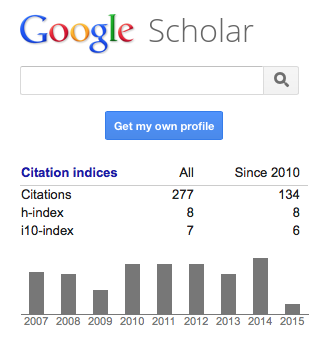 Google Scholar
Get my own profile
Citation indices All Since 2010
Citations 277 134
h-index 8 8
i10-index 7 6
2007 2008 2009 2010 2011 2012 2013 2014 2015